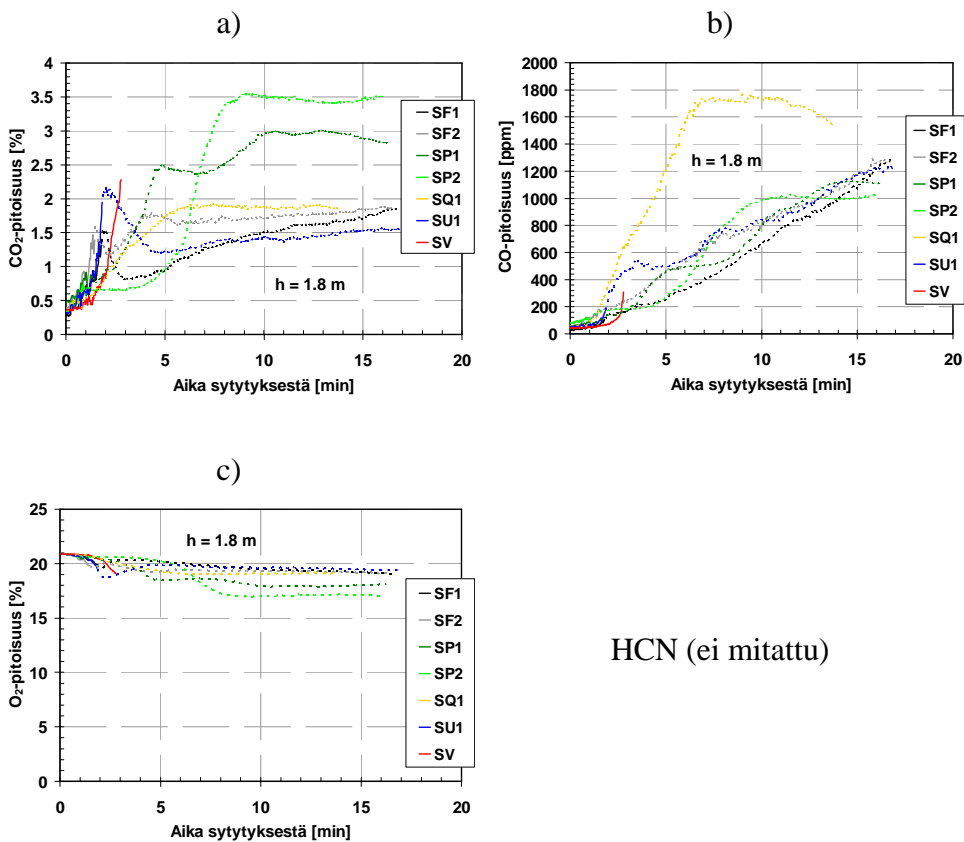 a)
CO₂-pitoisuus [%]
4
3.5
3
2.5
2
1.5
1
0.5
0
h = 1.8 m
SF1
SF2
SP1
SP2
SQ1
SU1
SV
0 5 10 15 20
Aika sytytyksestä [min]
b)
CO-pitoisuus [ppm]
2000
1800
1600
1400
1200
1000
800
600
400
200
0
h = 1.8 m
SF1
SF2
SP1
SP2
SQ1
SU1
SV
0 5 10 15 20
Aika sytytyksestä [min]
c)
O₂-pitoisuus [%]
25
20
15
10
5
0
h = 1.8 m
SF1
SF2
SP1
SP2
SQ1
SU1
SV
0 5 10 15 20
Aika sytytyksestä [min]
HCN (ei mitattu)